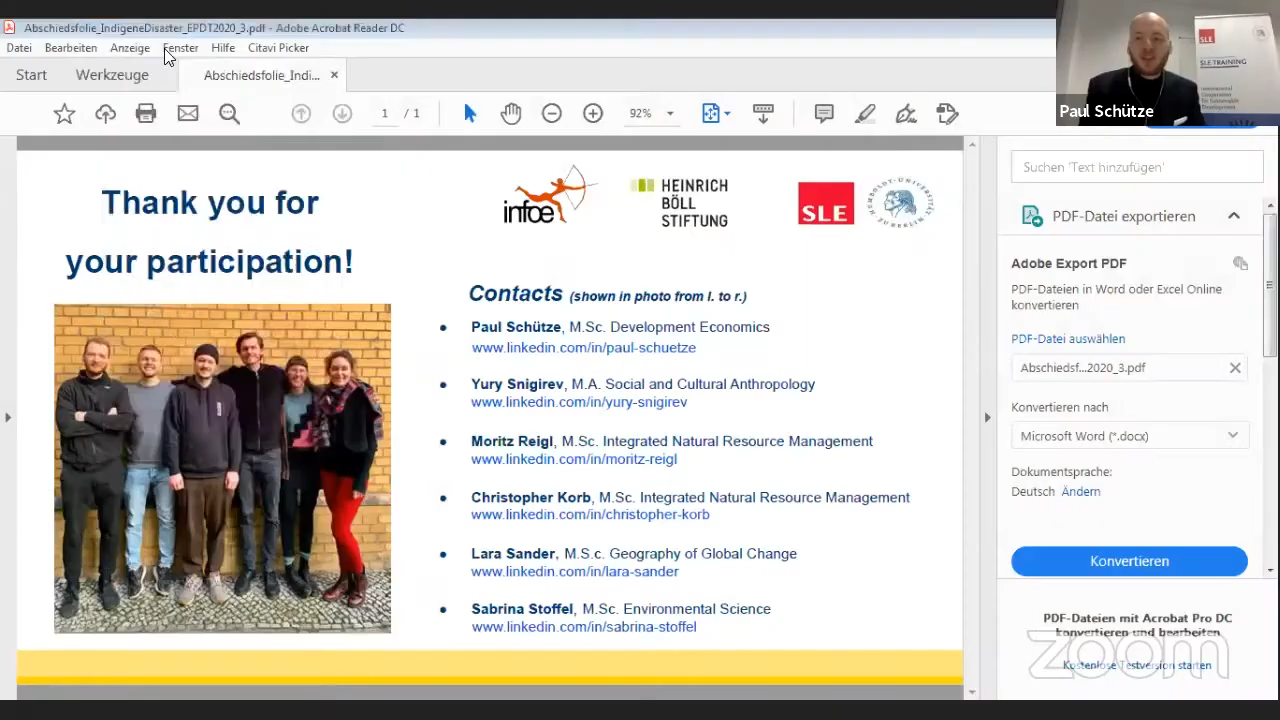 Abschiedsfolie_IndigeneDisaster_EPDT2020_3.pdf - Adobe Acrobat Reader DC
Datei Bearbeiten Anzeige Fenster Hilfe Citavi Picker
Start Werkzeuge Abschiedsfolie_Indi... ×
1 / 1 92%
SLE
SLE TRAINING
Paul Schütze
Thank you for
your participation!
infoe
HEINRICH
BÖLL
STIFTUNG
SLE
HUMBOLDT-UNIVERSITÄT ZU BERLIN
Contacts (shown in photo from l. to r.)
• Paul Schütze, M.Sc. Development Economics
www.linkedin.com/in/paul-schuetze
• Yury Snigirev, M.A. Social and Cultural Anthropology
www.linkedin.com/in/yury-snigirev
• Moritz Reigl, M.Sc. Integrated Natural Resource Management
www.linkedin.com/in/moritz-reigl
• Christopher Korb, M.Sc. Integrated Natural Resource Management
www.linkedin.com/in/christopher-korb
• Lara Sander, M.S.c. Geography of Global Change
www.linkedin.com/in/lara-sander
• Sabrina Stoffel, M.Sc. Environmental Science
www.linkedin.com/in/sabrina-stoffel
Suchen 'Text hinzufügen'
PDF-Datei exportieren
Adobe Export PDF
PDF-Dateien in Word oder Excel Online
konvertieren
PDF-Datei auswählen
Abschiedsf...2020_3.pdf
Konvertieren nach
Microsoft Word (*.docx)
Dokumentsprache:
Deutsch Ändern
Konvertieren
PDF-Dateien mit Acrobat Pro DC
konvertieren und bearbeiten
Kostenlose Testversion starten
zoom